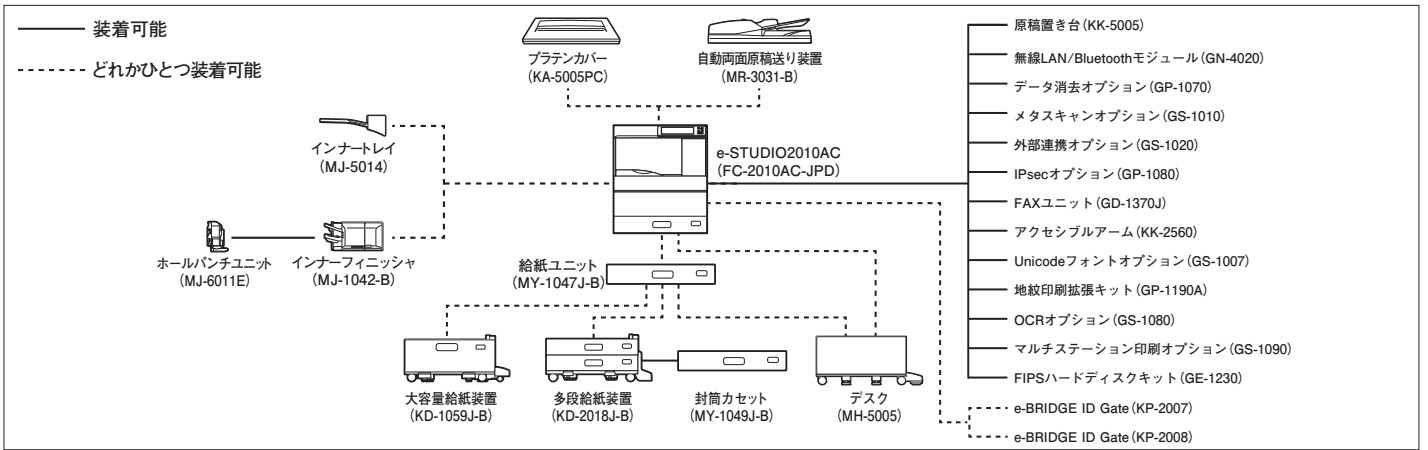 装着可能
どれかひとつ装着可能
プラテンカバー
(KA-5005PC)
自動両面原稿送り装置
(MR-3031-B)
インナートレイ
(MJ-5014)
e-STUDIO2010AC
(FC-2010AC-JPD)
ホールパンチユニット
(MJ-6011E)
インナーフィニッシャ
(MJ-1042-B)
給紙ユニット
(MY-1047J-B)
大容量給紙装置
(KD-1059J-B)
多段給紙装置
(KD-2018J-B)
封筒カセット
(MY-1049J-B)
デスク
(MH-5005)
原稿置き台(KK-5005)
無線LAN/Bluetoothモジュール(GN-4020)
データ消去オプション(GP-1070)
メタスキャンオプション(GS-1010)
外部連携オプション(GS-1020)
IPsecオプション(GP-1080)
FAXユニット(GD-1370J)
アクセシブルアーム(KK-2560)
Unicodeフォントオプション(GS-1007)
地紋印刷拡張キット(GP-1190A)
OCRオプション(GS-1080)
マルチステーション印刷オプション(GS-1090)
FIPSハードディスクキット(GE-1230)
e-BRIDGE ID Gate(KP-2007)
e-BRIDGE ID Gate(KP-2008)